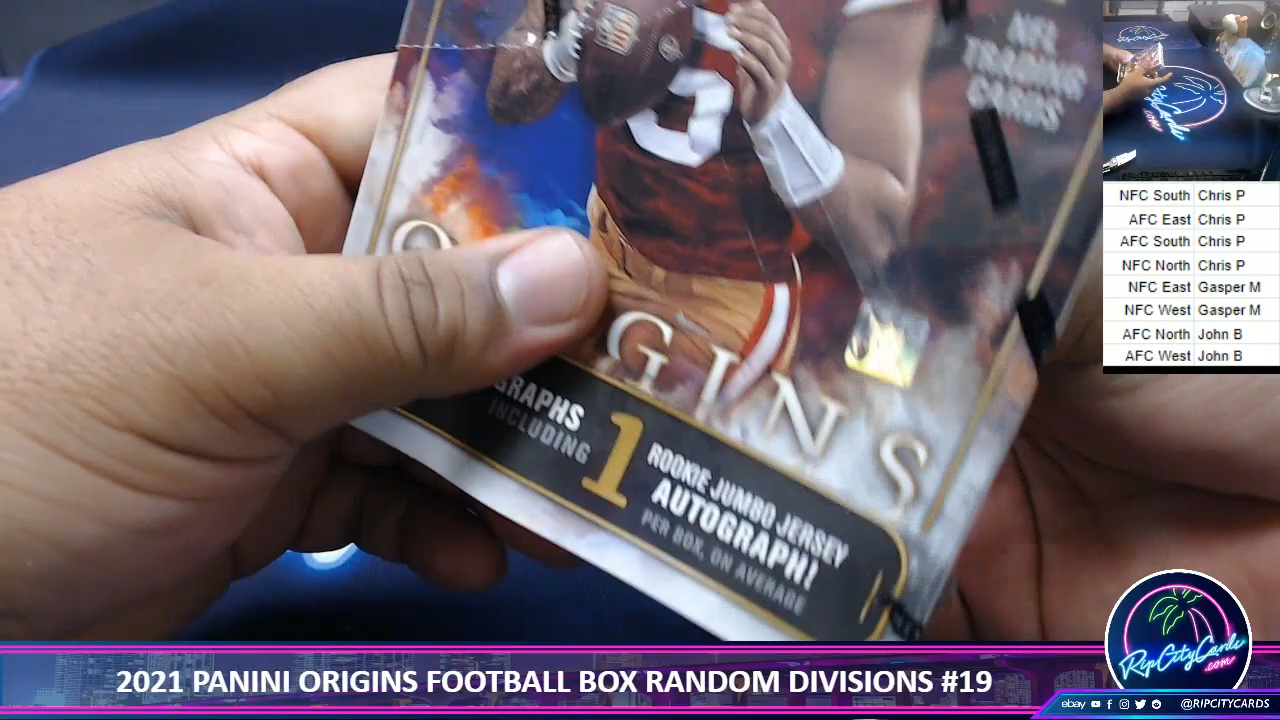 NFL
TRADING
CARDS
GINS
GRAPHS
INCLUDING
1
ROOKIE JUMBO JERSEY
AUTOGRAPH!
PER BOX, ON AVERAGE
NFC South Chris P
AFC East Chris P
AFC South Chris P
NFC North Chris P
NFC East Gasper M
NFC West Gasper M
AFC North John B
AFC West John B
RipCityCards
.com
2021 PANINI ORIGINS FOOTBALL BOX RANDOM DIVISIONS #19
ebay @RIPCITYCARDS